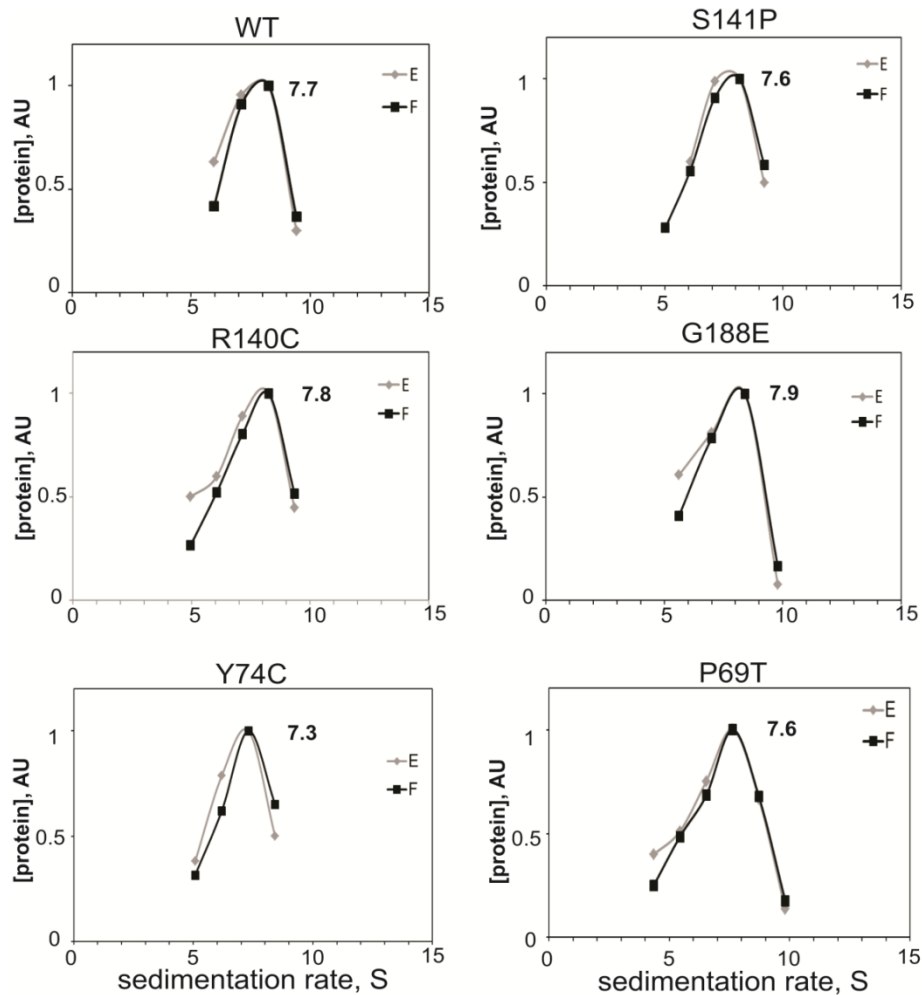 WT
[protein], AU
1
0.5
0
0 5 10 15
7.7
E
F
S141P
[protein], AU
1
0.5
0
0 5 10 15
7.6
E
F
R140C
[protein], AU
1
0.5
0
0 5 10 15
7.8
E
F
G188E
[protein], AU
1
0.5
0
0 5 10 15
7.9
E
F
Y74C
[protein], AU
1
0.5
0
0 5 10 15
7.3
E
F
sedimentation rate, S
P69T
[protein], AU
1
0.5
0
0 5 10 15
7.6
E
F
sedimentation rate, S